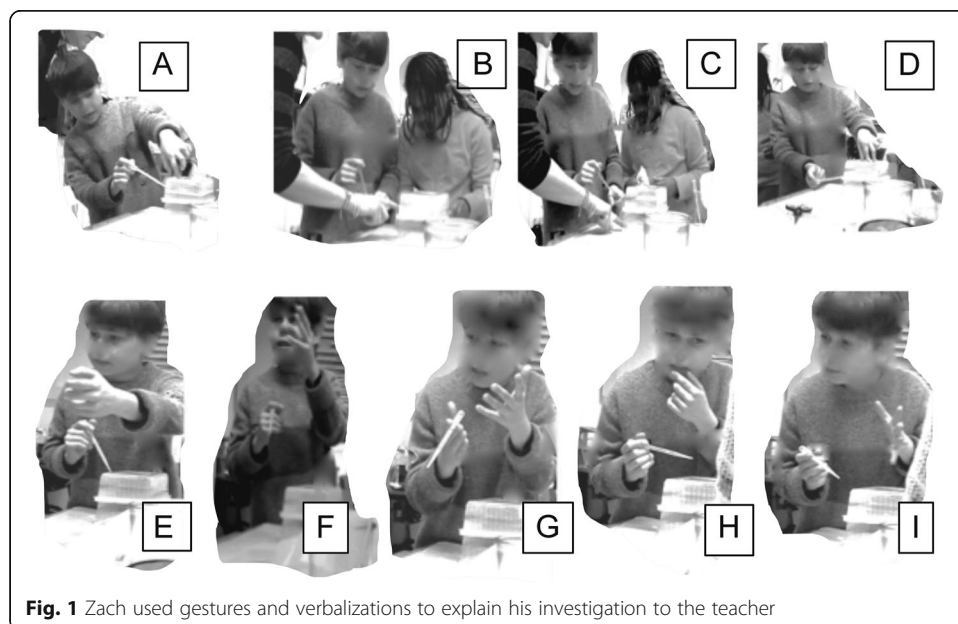 A
B
C
D
E
F
G
H
I
Fig. 1 Zach used gestures and verbalizations to explain his investigation to the teacher